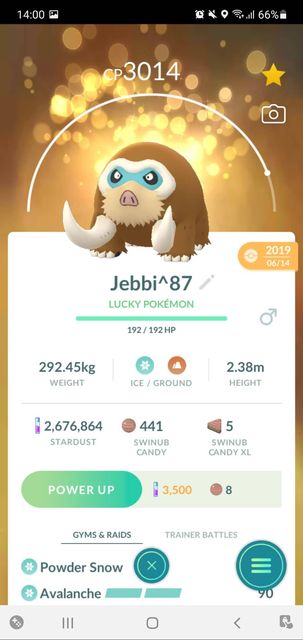 14:00 66%
CP3014
2019
06/14
Jebbi^87
LUCKY POKÉMON
192 / 192 HP
292.45kg
WEIGHT
ICE / GROUND
2.38m
HEIGHT
2,676,864
STARDUST
441
SWINUB
CANDY
5
SWINUB
CANDY XL
POWER UP 3,500 8
GYMS & RAIDS TRAINER BATTLES
Powder Snow
Avalanche 90